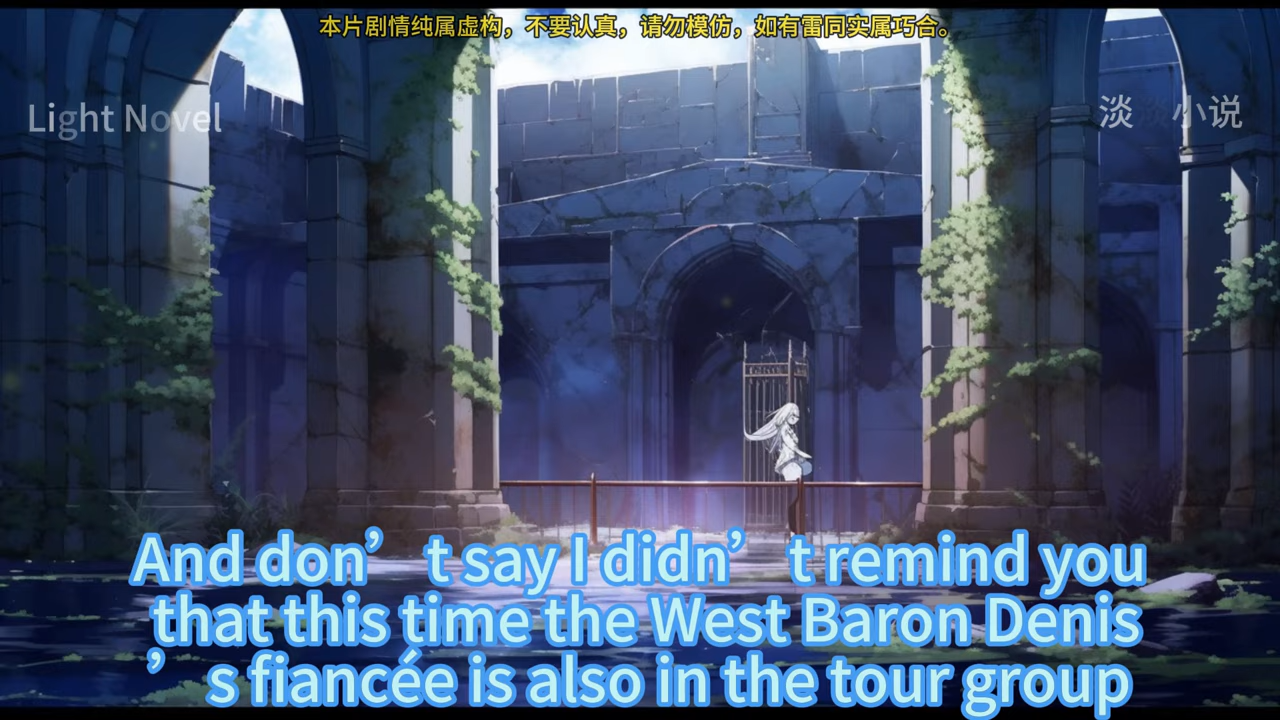 本片剧情纯属虚构，不要认真，请勿模仿，如有雷同实属巧合。
Light Novel
淡淡小说
And don’t say I didn’t remind you
that this time the West Baron Denis
’s fiancée is also in the tour group